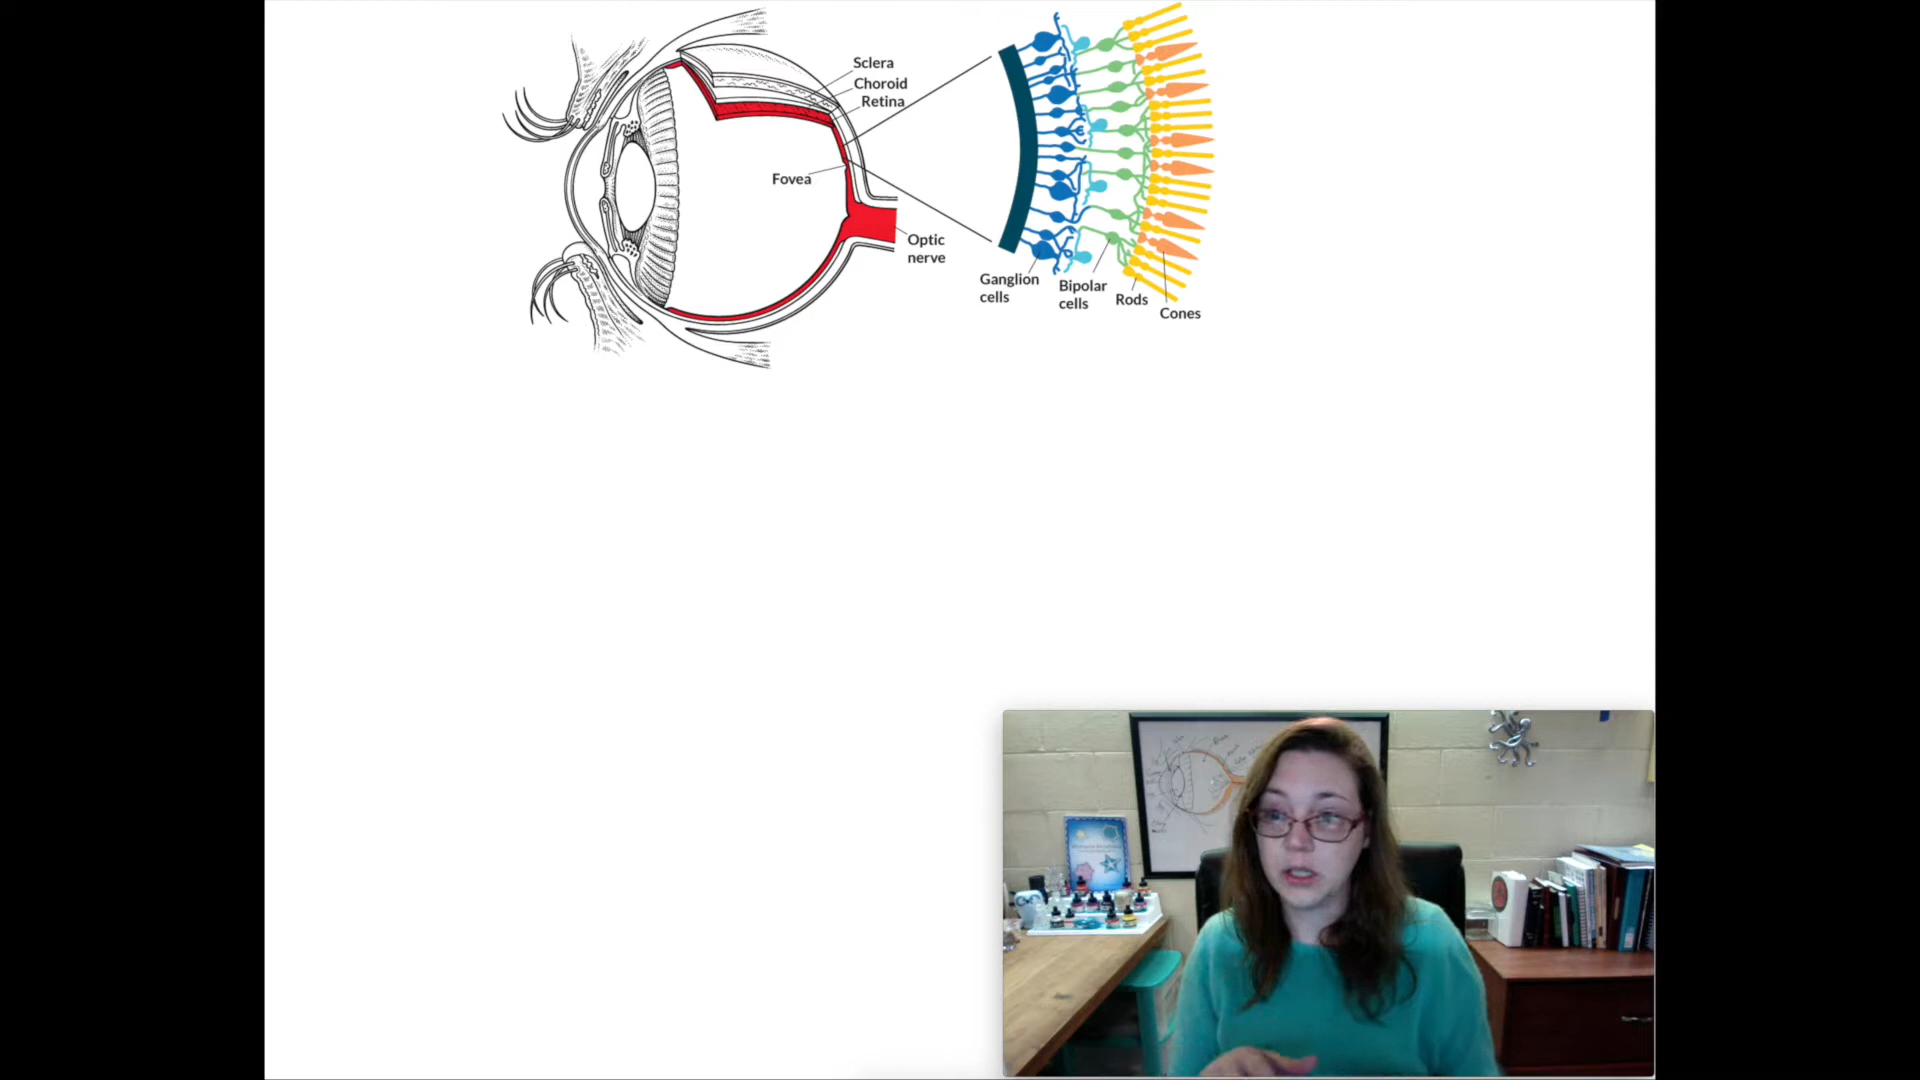 Sclera
Choroid
Retina
Fovea
Optic
nerve
Ganglion
cells
Bipolar
cells
Rods
Cones